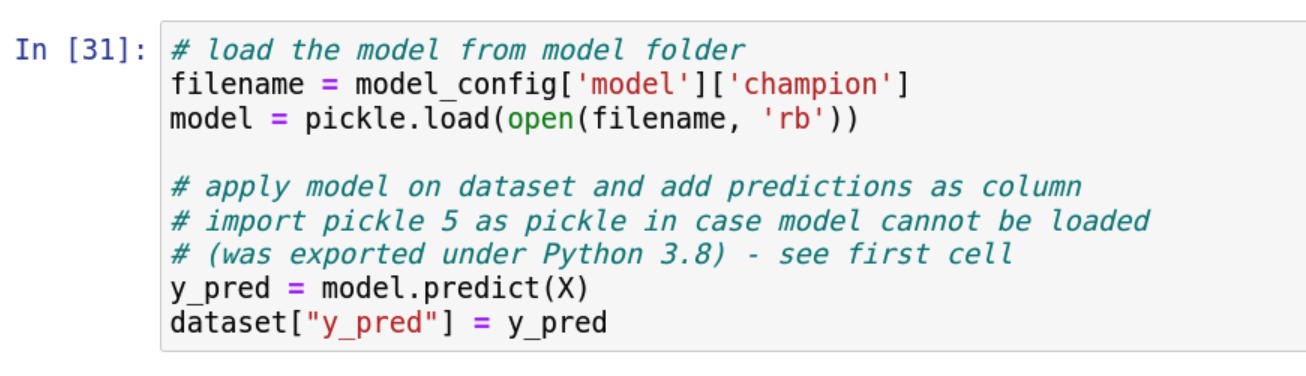 In [31]: # load the model from model folder
filename = model_config['model']['champion']
model = pickle.load(open(filename, 'rb'))
# apply model on dataset and add predictions as column
# import pickle 5 as pickle in case model cannot be loaded
# (was exported under Python 3.8) - see first cell
y_pred = model.predict(X)
dataset["y_pred"] = y_pred